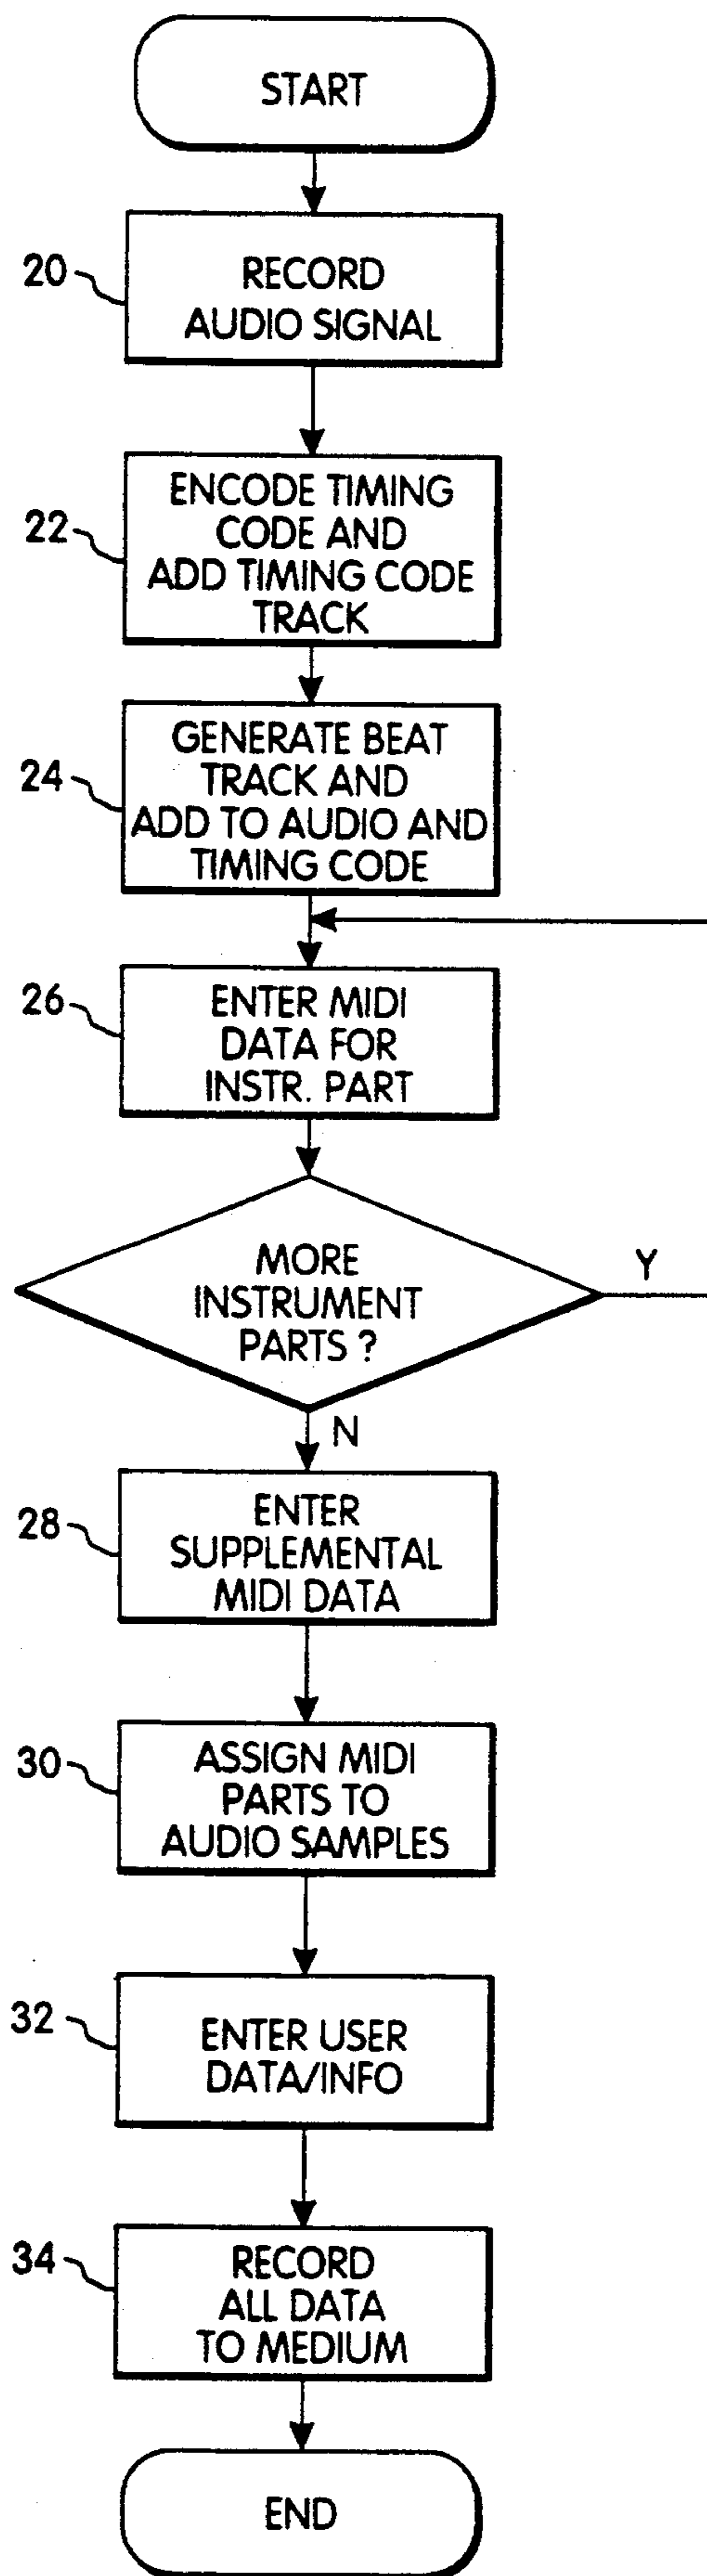 START
20
RECORD
AUDIO SIGNAL
22
ENCODE TIMING
CODE AND
ADD TIMING CODE
TRACK
24
GENERATE BEAT
TRACK AND
ADD TO AUDIO AND
TIMING CODE
26
ENTER MIDI
DATA FOR
INSTR. PART
MORE
INSTRUMENT
PARTS ?
Y
N
28
ENTER
SUPPLEMENTAL
MIDI DATA
30
ASSIGN MIDI
PARTS TO
AUDIO SAMPLES
32
ENTER USER
DATA/INFO
34
RECORD
ALL DATA
TO MEDIUM
END